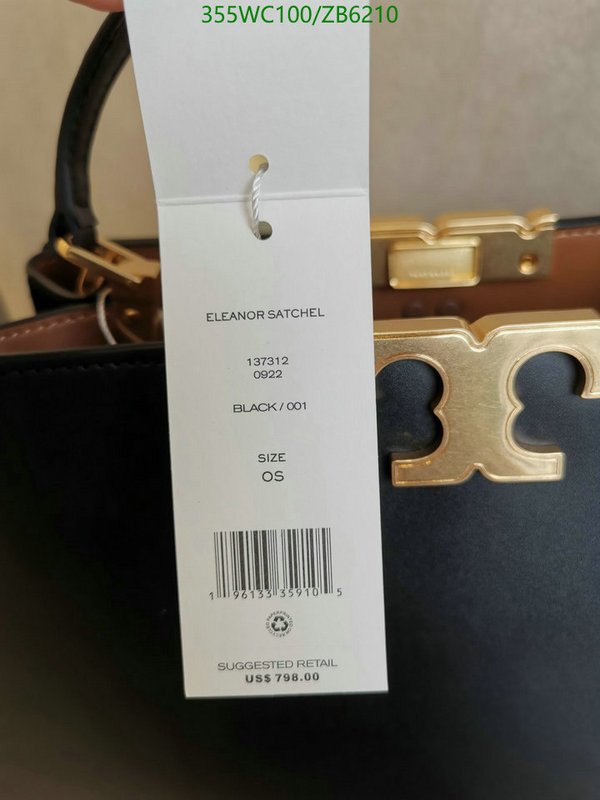 355WC100/ZB6210
ELEANOR SATCHEL
137312
0922
BLACK / 001
SIZE
OS
1 96133 35910 5
SUGGESTED RETAIL
US$ 798.00